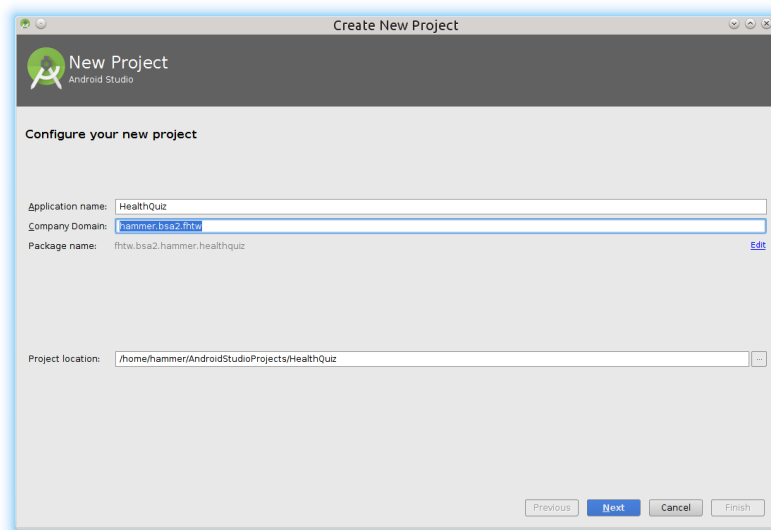 Create New Project
New Project
Android Studio
Configure your new project
Application name: HealthQuiz
Company Domain: hammer.bsa2.fhtw
Package name: fhtw.bsa2.hammer.healthquiz Edit
Project location: /home/hammer/AndroidStudioProjects/HealthQuiz ...
Previous Next Cancel Finish